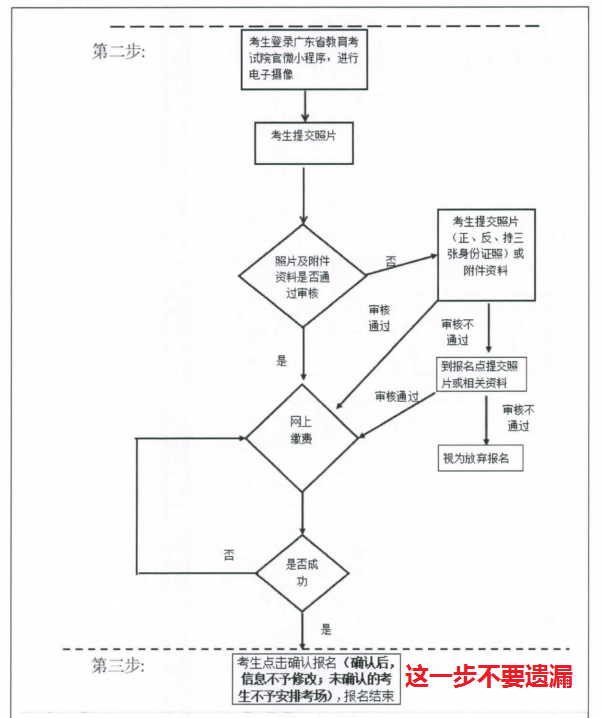 第二步:
考生登录广东省教育考
试院官微小程序，进行
电子摄像
考生提交照片
照片及附件
资料是否通
过审核
否
考生提交照片
（正、反、持三
张身份证照）或
附件资料
审核
通过
审核不
通过
是
到报名点提交照
片或相关资料
审核通过
审核不
通过
网上
缴费
视为放弃报名
否
是否成
功
是
第三步:
考生点击确认报名（确认后，
信息不予修改；未确认的考
生不予安排考场），报名结束
这一步不要遗漏